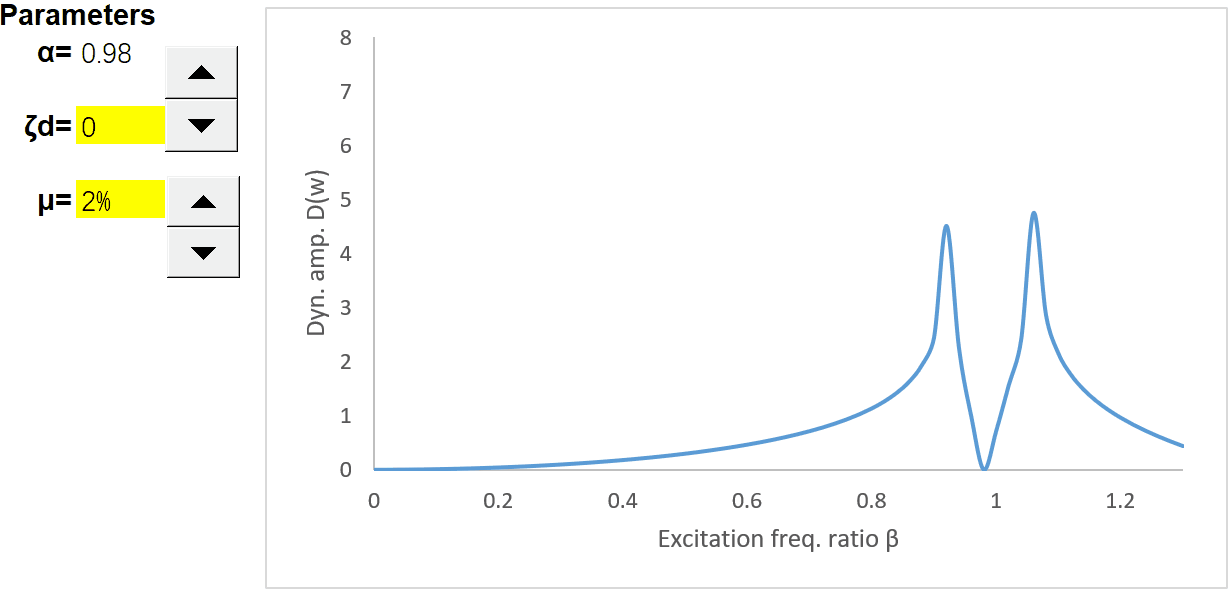 Parameters
α= 0.98
ζd= 0
μ= 2%
8
7
6
5
4
3
2
1
0
Dyn. amp. D(w)
0 0.2 0.4 0.6 0.8 1 1.2
Excitation freq. ratio β